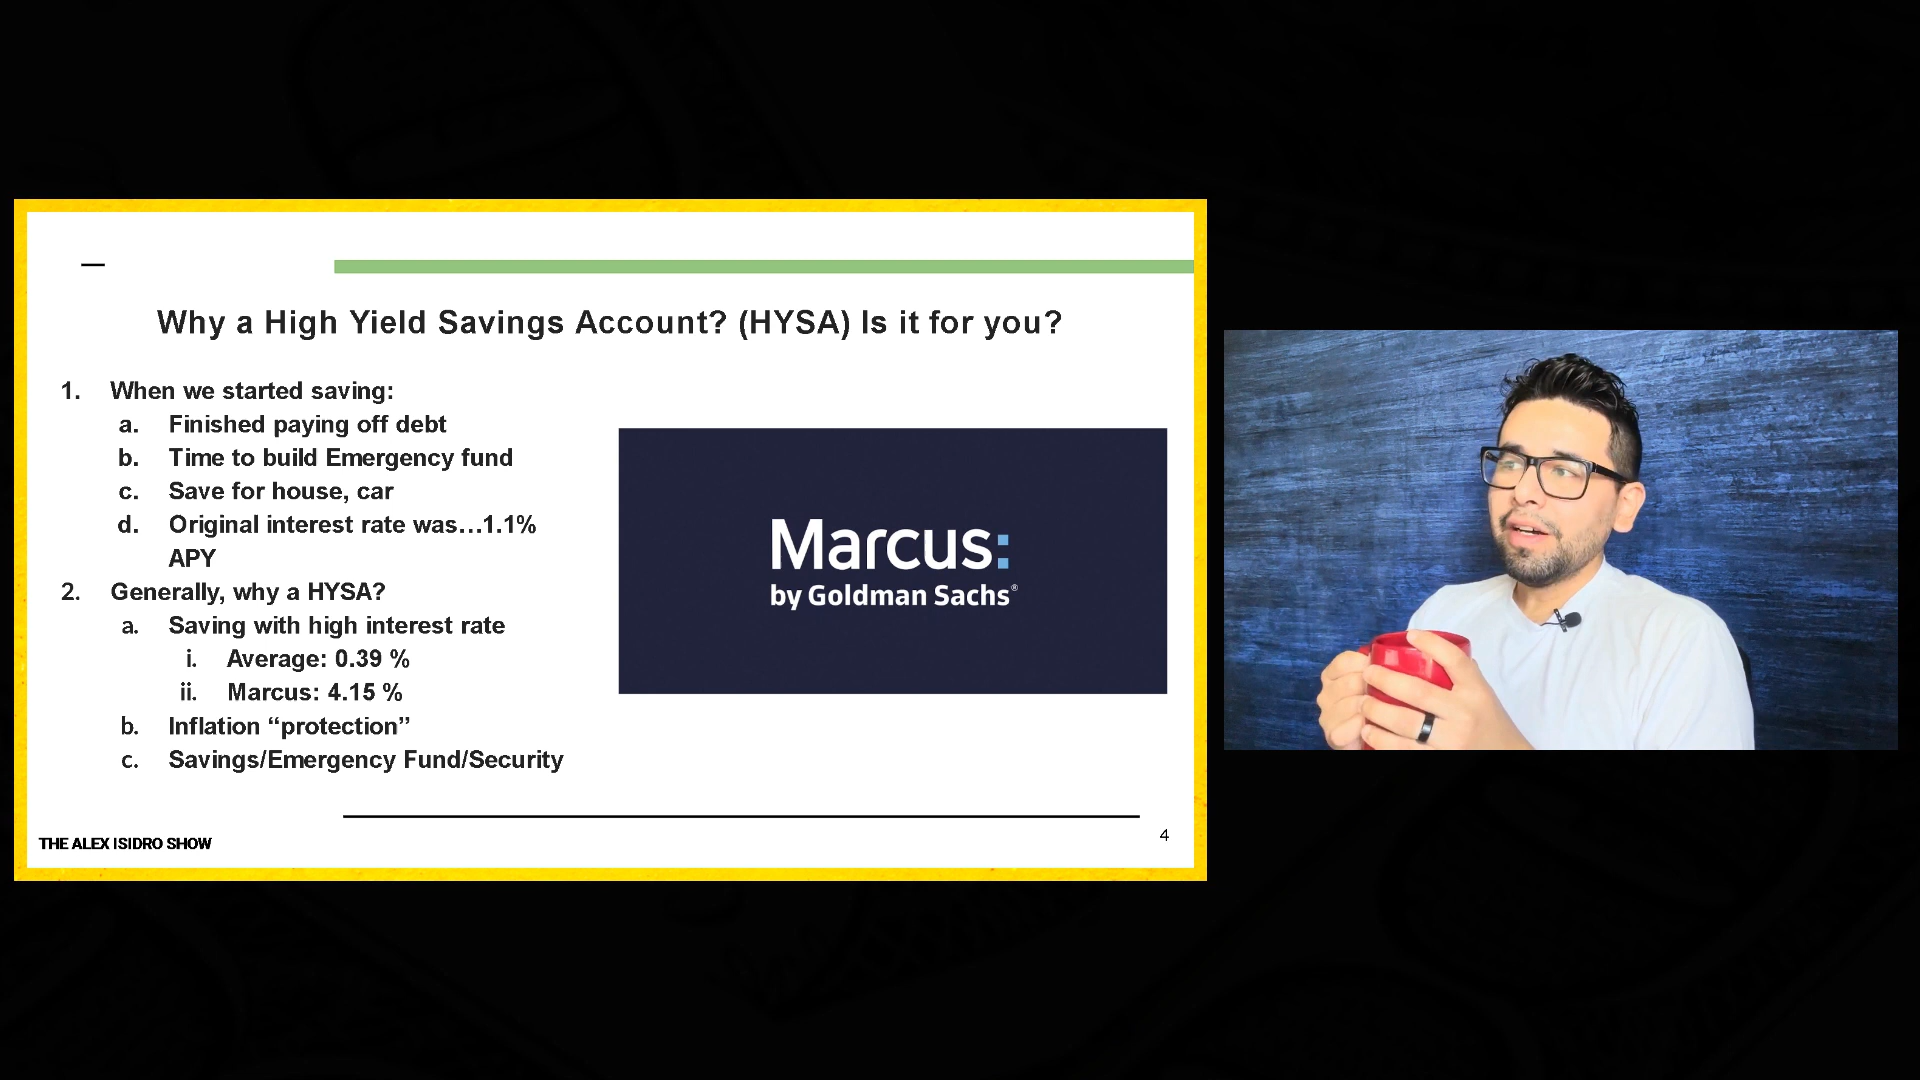 Why a High Yield Savings Account? (HYSA) Is it for you?
1. When we started saving:
a. Finished paying off debt
b. Time to build Emergency fund
c. Save for house, car
d. Original interest rate was…1.1%
APY
2. Generally, why a HYSA?
a. Saving with high interest rate
i. Average: 0.39 %
ii. Marcus: 4.15 %
b. Inflation “protection”
c. Savings/Emergency Fund/Security
Marcus:
by Goldman Sachs®
THE ALEX ISIDRO SHOW
4